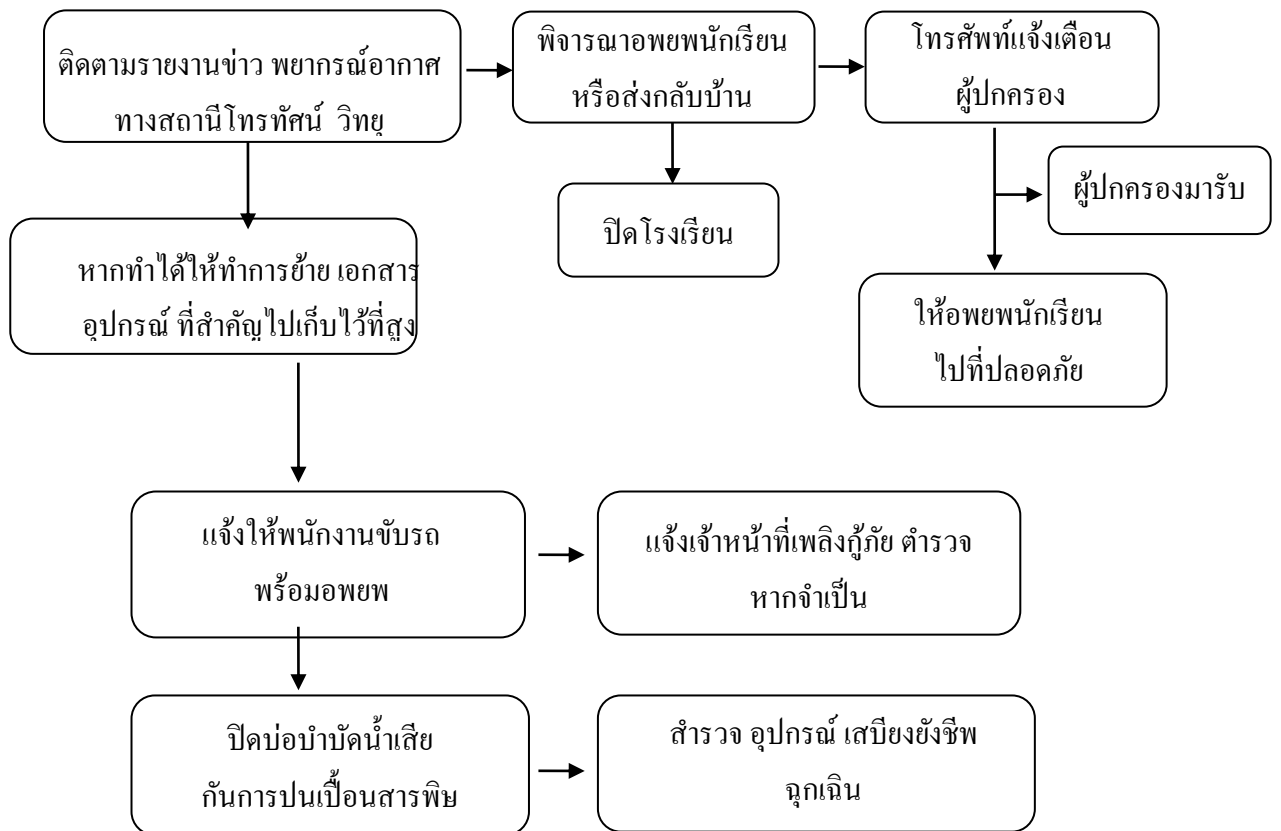 ติดตามรายงานข่าว พยากรณ์อากาศ
ทางสถานีโทรทัศน์ วิทยุ
พิจารณาอพยพนักเรียน
หรือส่งกลับบ้าน
โทรศัพท์แจ้งเตือน
ผู้ปกครอง
ปิดโรงเรียน
ผู้ปกครองมารับ
หากทำได้ให้ทำการย้าย เอกสาร
อุปกรณ์ ที่สำคัญไปเก็บไว้ที่สูง
ให้อพยพนักเรียน
ไปที่ปลอดภัย
แจ้งให้พนักงานขับรถ
พร้อมอพยพ
แจ้งเจ้าหน้าที่เพลิงกู้ภัย ตำรวจ
หากจำเป็น
ปิดบ่อบำบัดน้ำเสีย
กันการปนเปื้อนสารพิษ
สำรวจ อุปกรณ์ เสบียงยังชีพ
ฉุกเฉิน